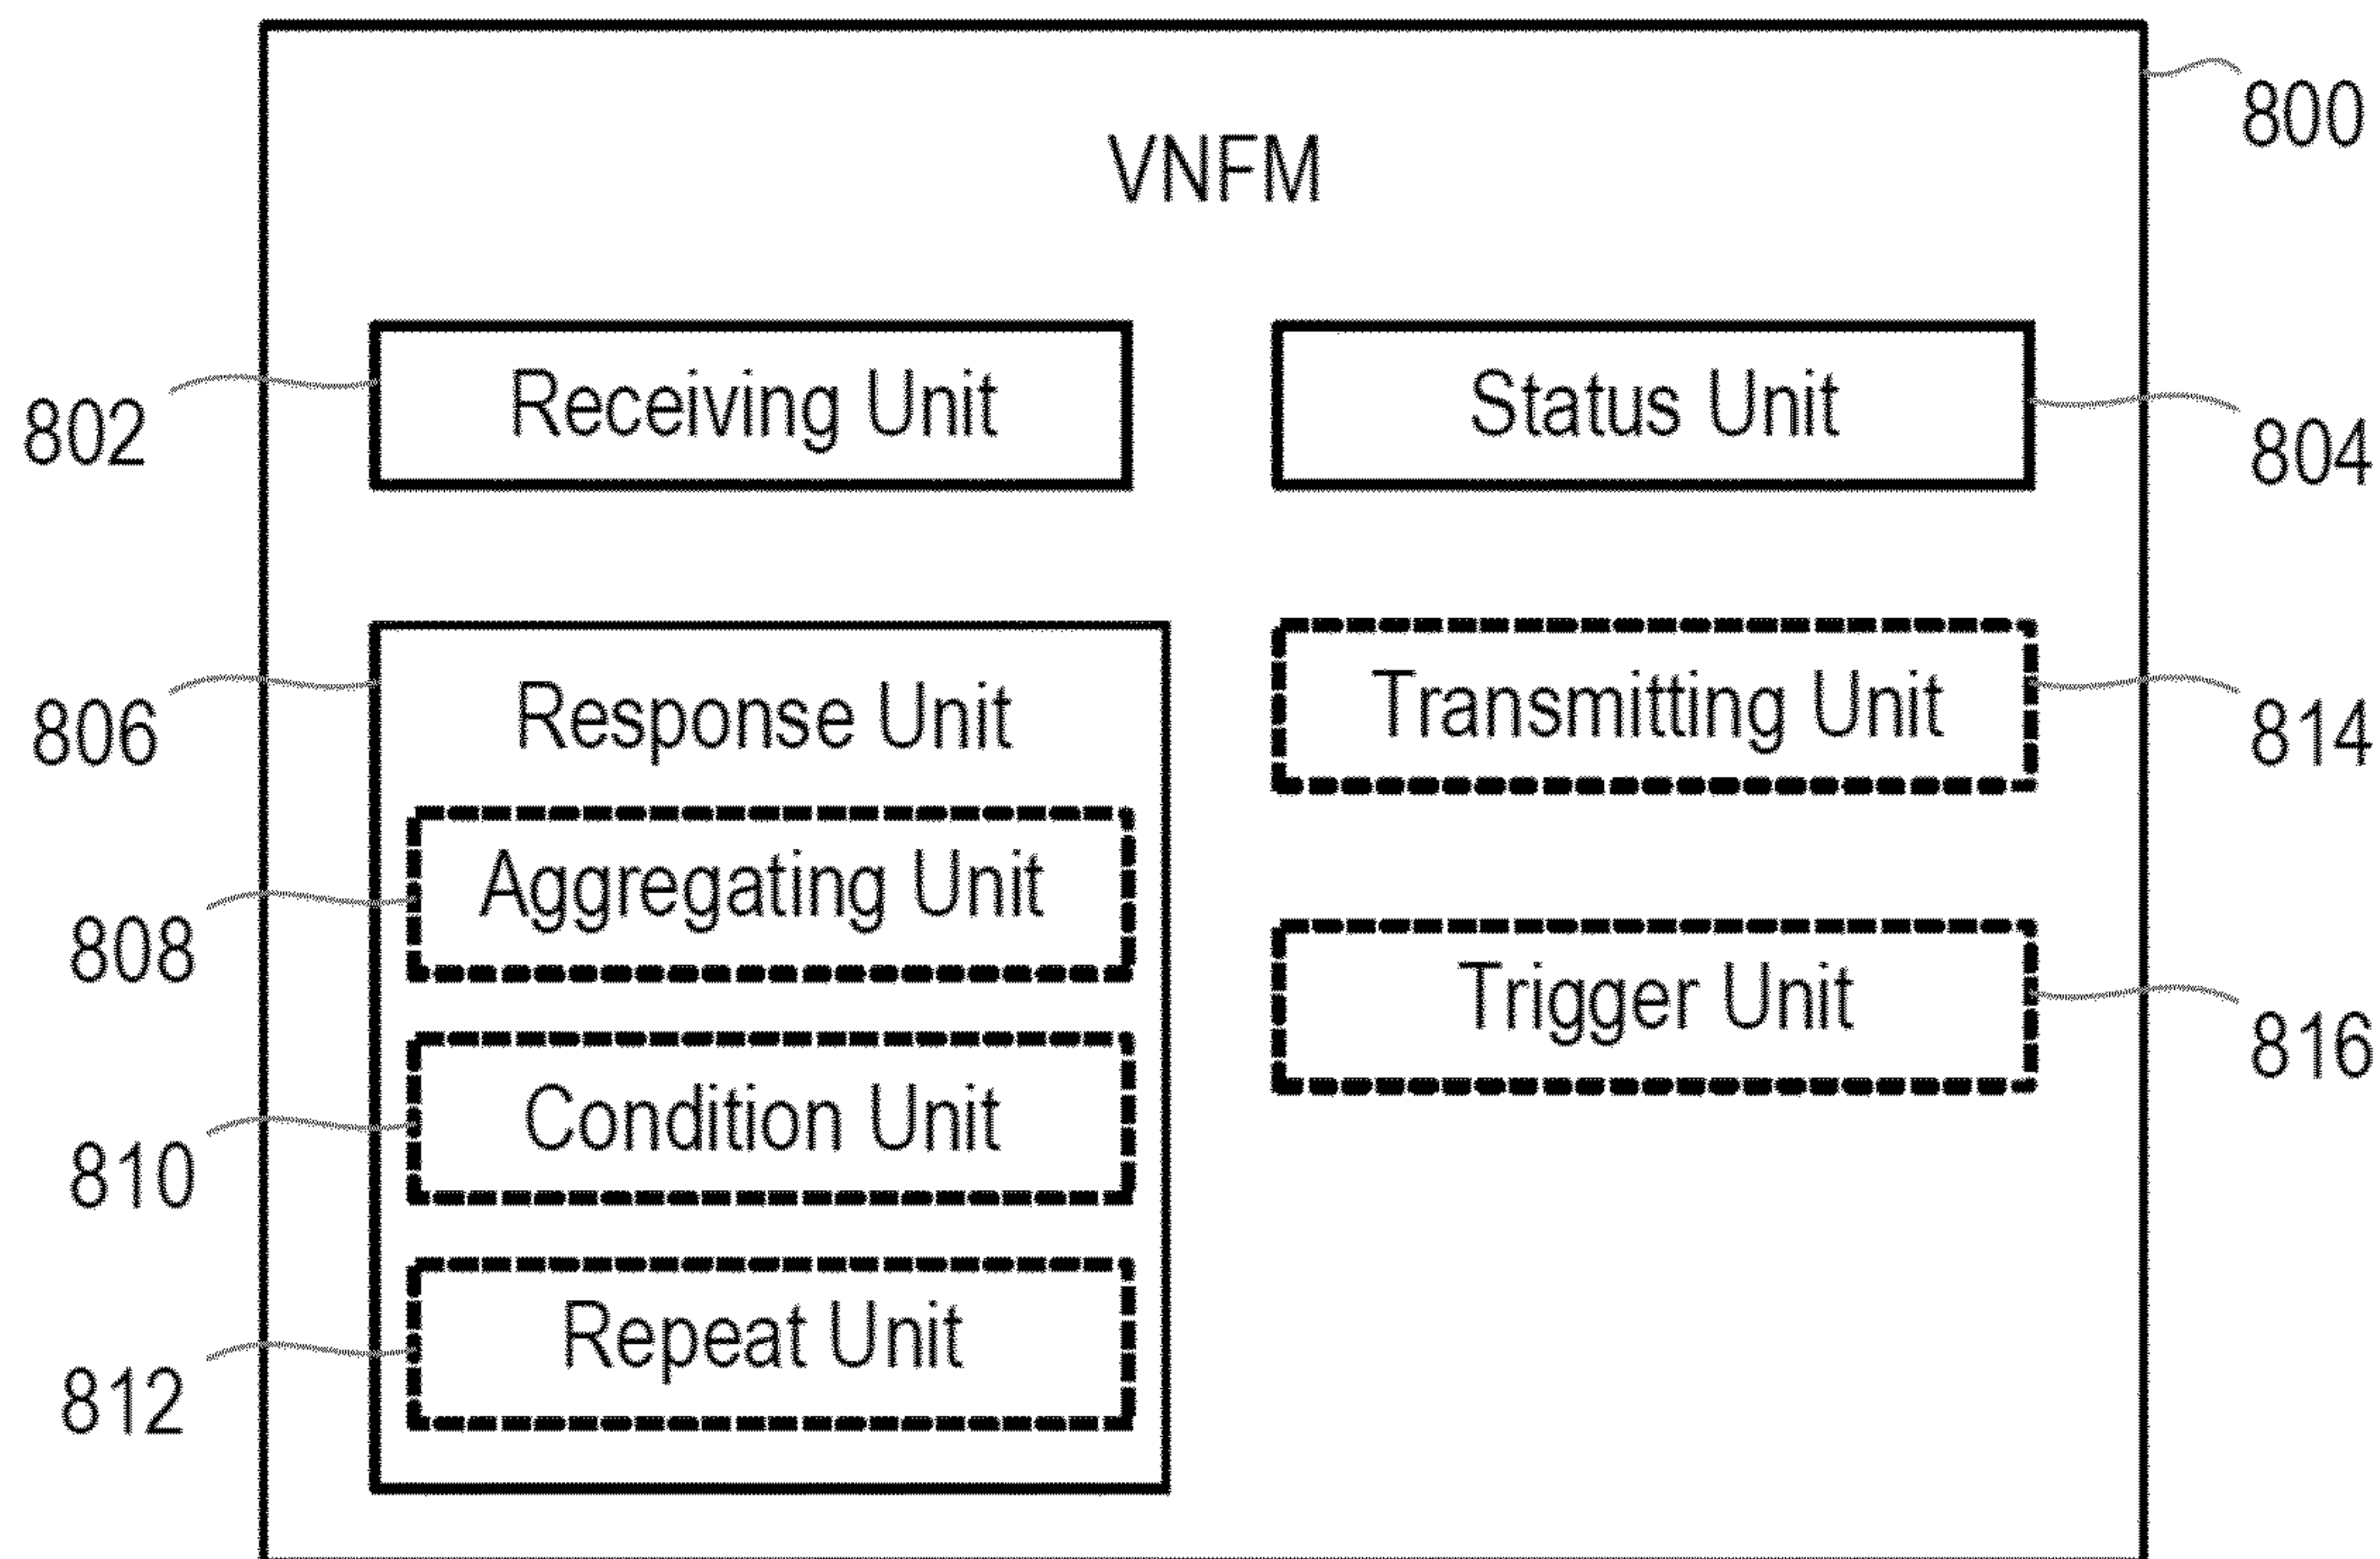 VNFM
800
Receiving Unit
802
Status Unit
804
Response Unit
806
Transmitting Unit
814
Aggregating Unit
808
Trigger Unit
816
Condition Unit
810
Repeat Unit
812